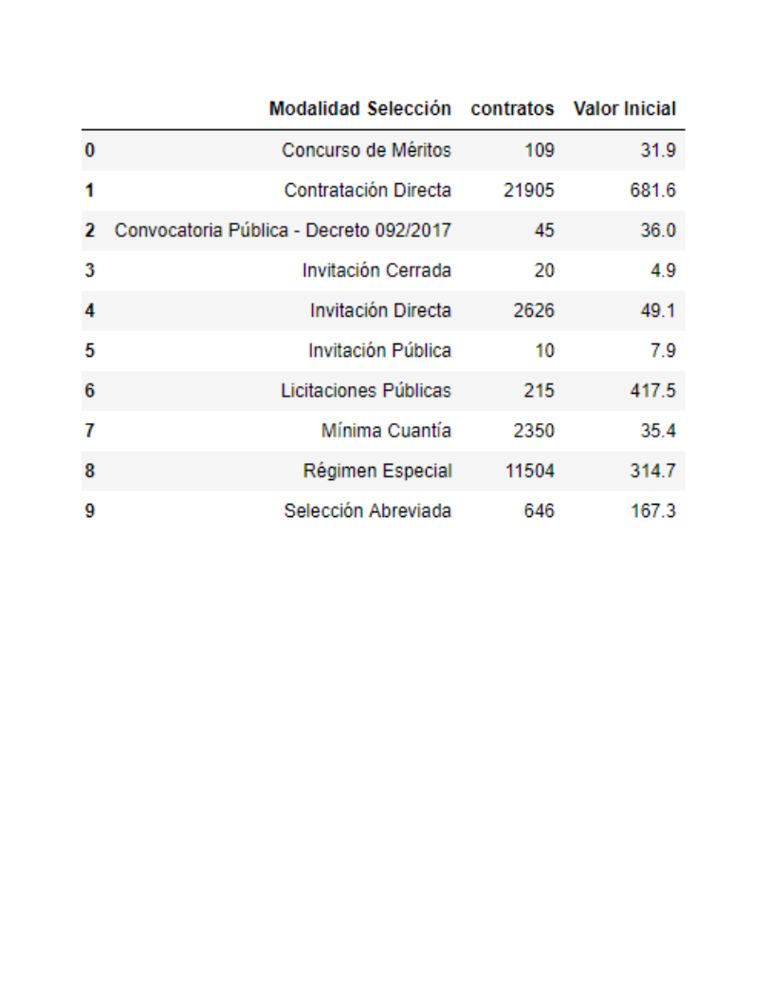 Modalidad Selección contratos Valor Inicial
0 Concurso de Méritos 109 31.9
1 Contratación Directa 21905 681.6
2 Convocatoria Pública - Decreto 092/2017 45 36.0
3 Invitación Cerrada 20 4.9
4 Invitación Directa 2626 49.1
5 Invitación Pública 10 7.9
6 Licitaciones Públicas 215 417.5
7 Mínima Cuantía 2350 35.4
8 Régimen Especial 11504 314.7
9 Selección Abreviada 646 167.3